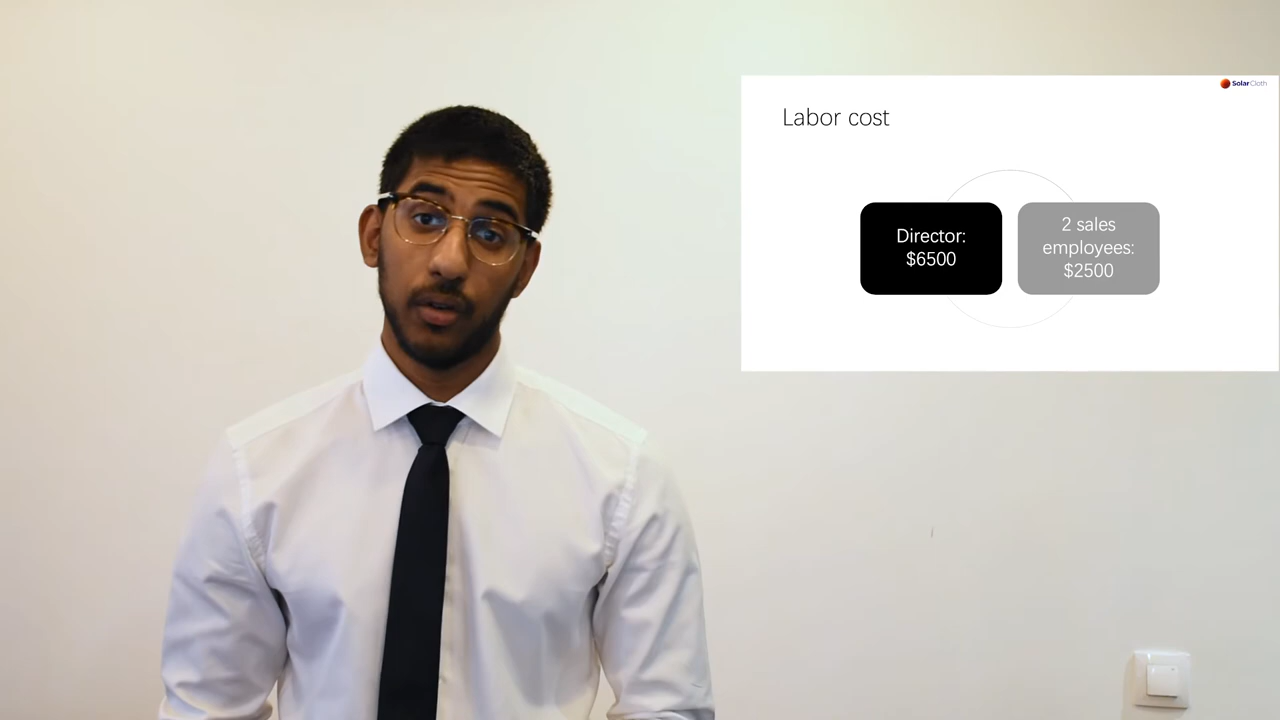 SolarCloth
Labor cost
Director:
$6500
2 sales
employees:
$2500